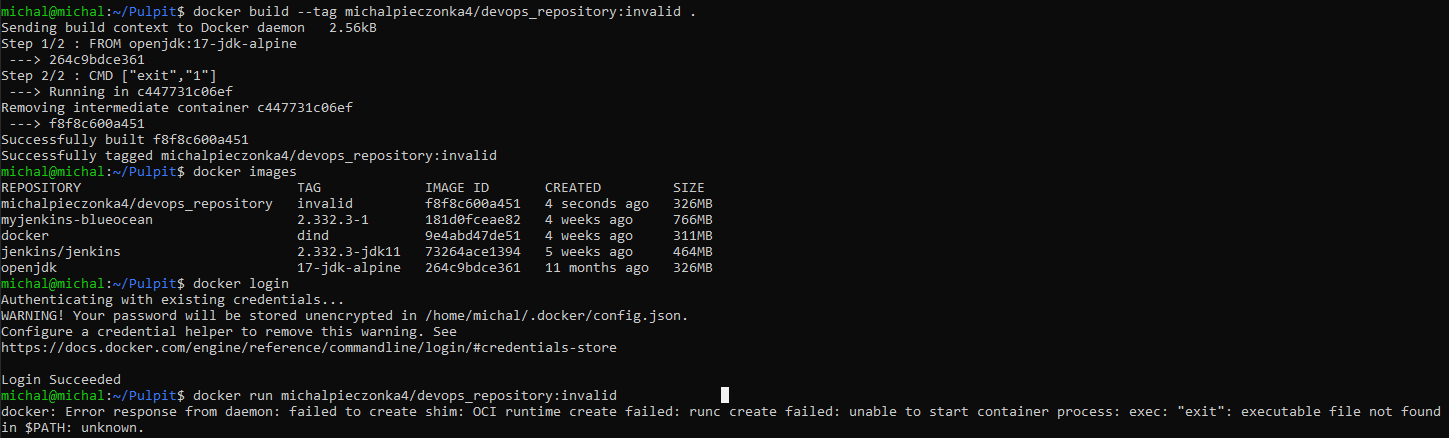 michal@michal:~/Pulpit$ docker build --tag michalpieczonka4/devops_repository:invalid .
Sending build context to Docker daemon   2.56kB
Step 1/2 : FROM openjdk:17-jdk-alpine
 ---> 264c9bdce361
Step 2/2 : CMD ["exit","1"]
 ---> Running in c447731c06ef
Removing intermediate container c447731c06ef
 ---> f8f8c600a451
Successfully built f8f8c600a451
Successfully tagged michalpieczonka4/devops_repository:invalid
michal@michal:~/Pulpit$ docker images
REPOSITORY                           TAG             IMAGE ID       CREATED         SIZE
michalpieczonka4/devops_repository   invalid         f8f8c600a451   4 seconds ago   326MB
myjenkins-blueocean                  2.332.3-1       181d0fceae82   4 weeks ago     766MB
docker                               dind            9e4abd47de51   4 weeks ago     311MB
jenkins/jenkins                      2.332.3-jdk11   73264ace1394   5 weeks ago     464MB
openjdk                              17-jdk-alpine   264c9bdce361   11 months ago   326MB
michal@michal:~/Pulpit$ docker login
Authenticating with existing credentials...
WARNING! Your password will be stored unencrypted in /home/michal/.docker/config.json.
Configure a credential helper to remove this warning. See
https://docs.docker.com/engine/reference/commandline/login/#credentials-store

Login Succeeded
michal@michal:~/Pulpit$ docker run michalpieczonka4/devops_repository:invalid
docker: Error response from daemon: failed to create shim: OCI runtime create failed: runc create failed: unable to start container process: exec: "exit": executable file not found
in $PATH: unknown.